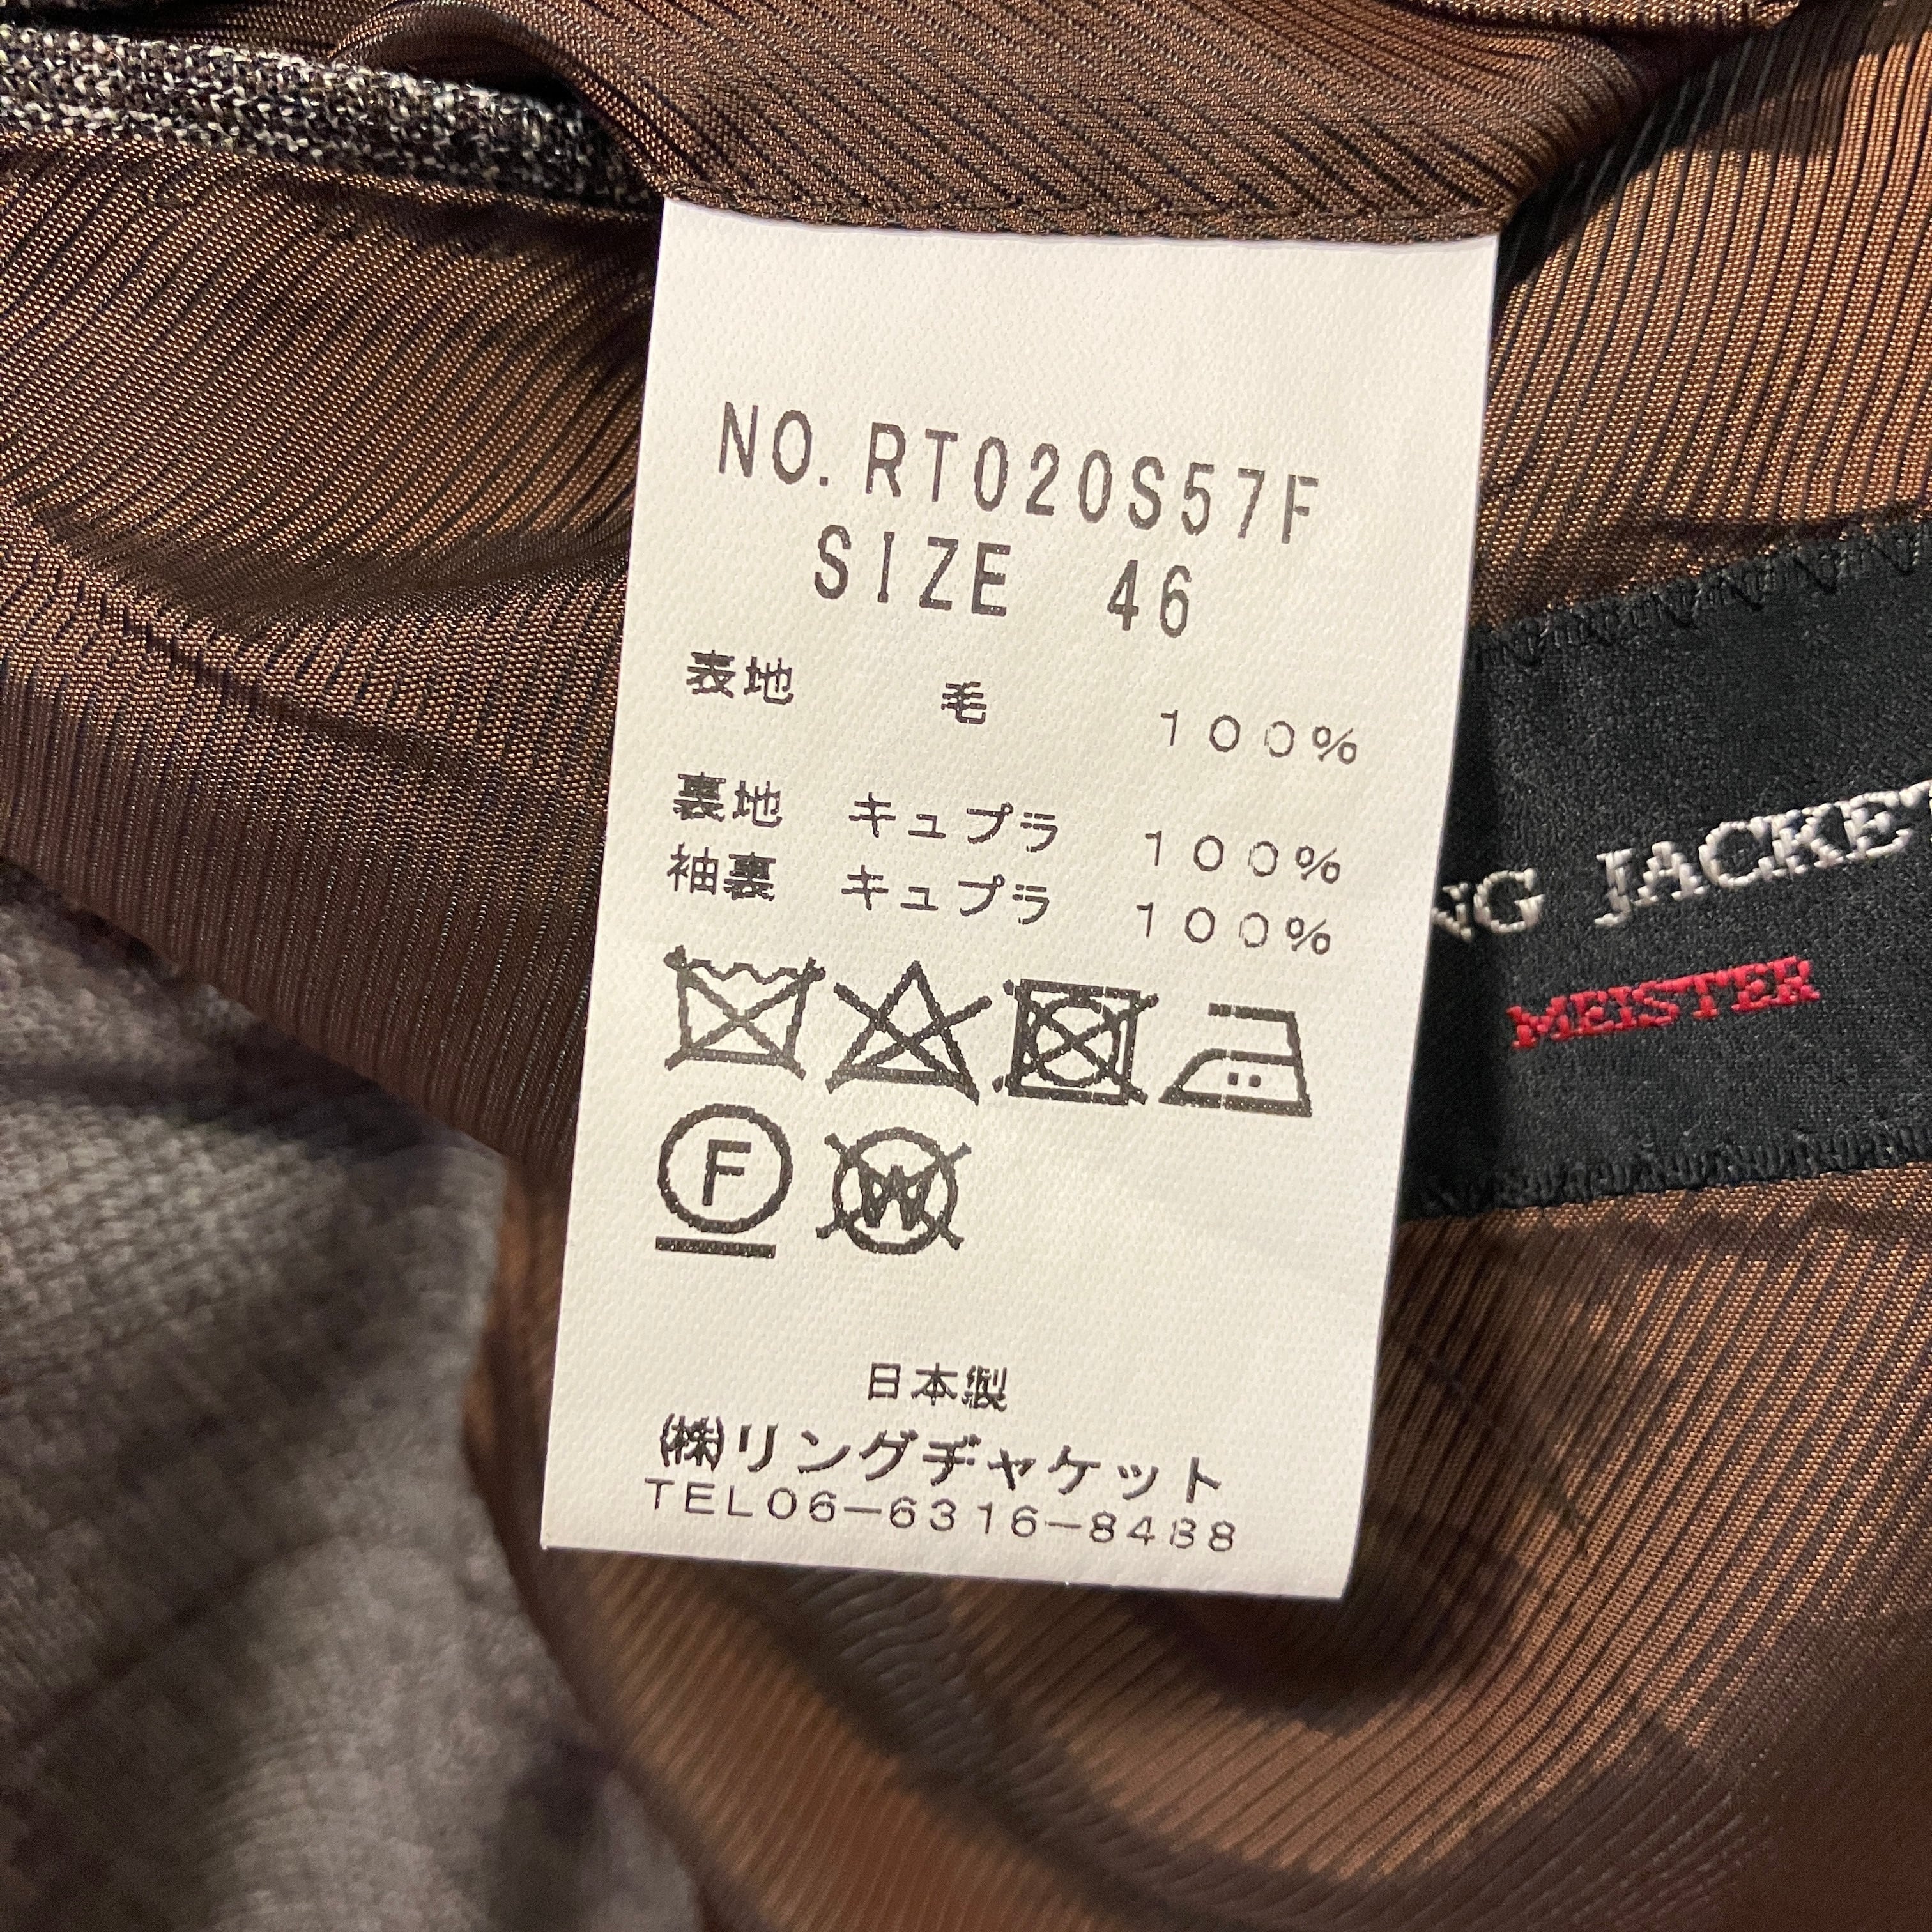 NO.RT020S57F
SIZE 46
表地 毛 100%
裏地 キュプラ 100%
袖裏 キュプラ 100%
F
W
日本製
㈱リングヂャケット
TEL06-6316-8488
NG JACKET
MEISTER